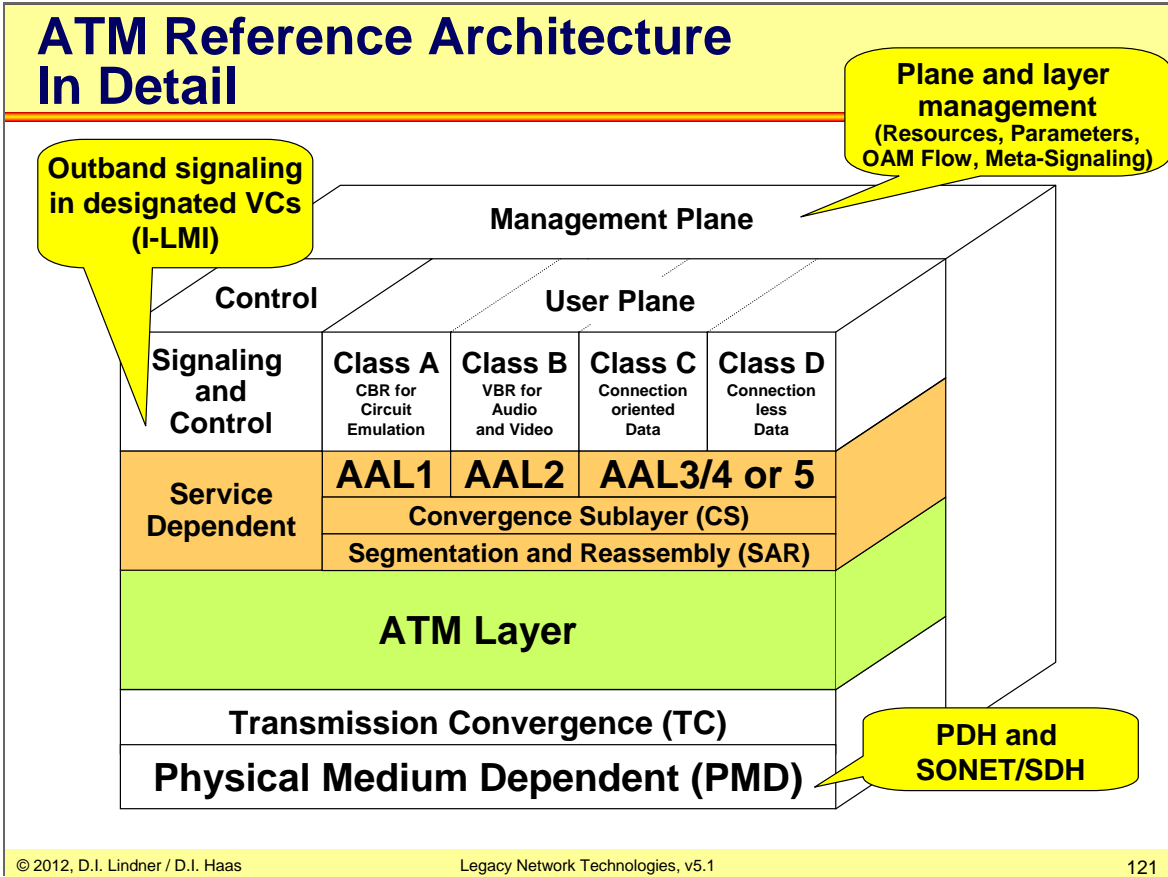 ATM Reference Architecture
In Detail
Plane and layer
management
(Resources, Parameters,
OAM Flow, Meta-Signaling)
Outband signaling
in designated VCs
(I-LMI)
Management Plane
Control
User Plane
Signaling
and
Control
Class A
CBR for
Circuit
Emulation
Class B
VBR for
Audio
and Video
Class C
Connection
oriented
Data
Class D
Connection
less
Data
Service
Dependent
AAL1
AAL2
AAL3/4 or 5
Convergence Sublayer (CS)
Segmentation and Reassembly (SAR)
ATM Layer
Transmission Convergence (TC)
Physical Medium Dependent (PMD)
PDH and
SONET/SDH
© 2012, D.I. Lindner / D.I. Haas
Legacy Network Technologies, v5.1
121